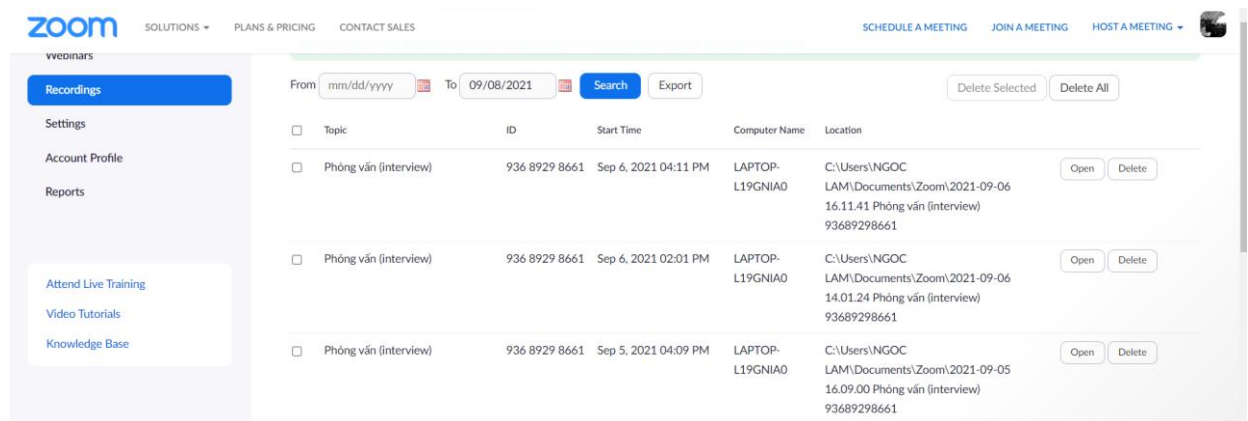 zoom SOLUTIONS PLANS & PRICING CONTACT SALES SCHEDULE A MEETING JOIN A MEETING HOST A MEETING
Webinars
Recordings
Settings
Account Profile
Reports
Attend Live Training
Video Tutorials
Knowledge Base
From mm/dd/yyyy To 09/08/2021 Search Export Delete Selected Delete All
Topic ID Start Time Computer Name Location
Phỏng vấn (interview) 936 8929 8661 Sep 6, 2021 04:11 PM LAPTOP- C:\Users\NGOC Open Delete
L19GNIA0 LAM\Documents\Zoom\2021-09-06
16.11.41 Phỏng vấn (interview)
93689298661
Phỏng vấn (interview) 936 8929 8661 Sep 6, 2021 02:01 PM LAPTOP- C:\Users\NGOC Open Delete
L19GNIA0 LAM\Documents\Zoom\2021-09-06
14.01.24 Phỏng vấn (interview)
93689298661
Phỏng vấn (interview) 936 8929 8661 Sep 5, 2021 04:09 PM LAPTOP- C:\Users\NGOC Open Delete
L19GNIA0 LAM\Documents\Zoom\2021-09-05
16.09.00 Phỏng vấn (interview)
93689298661